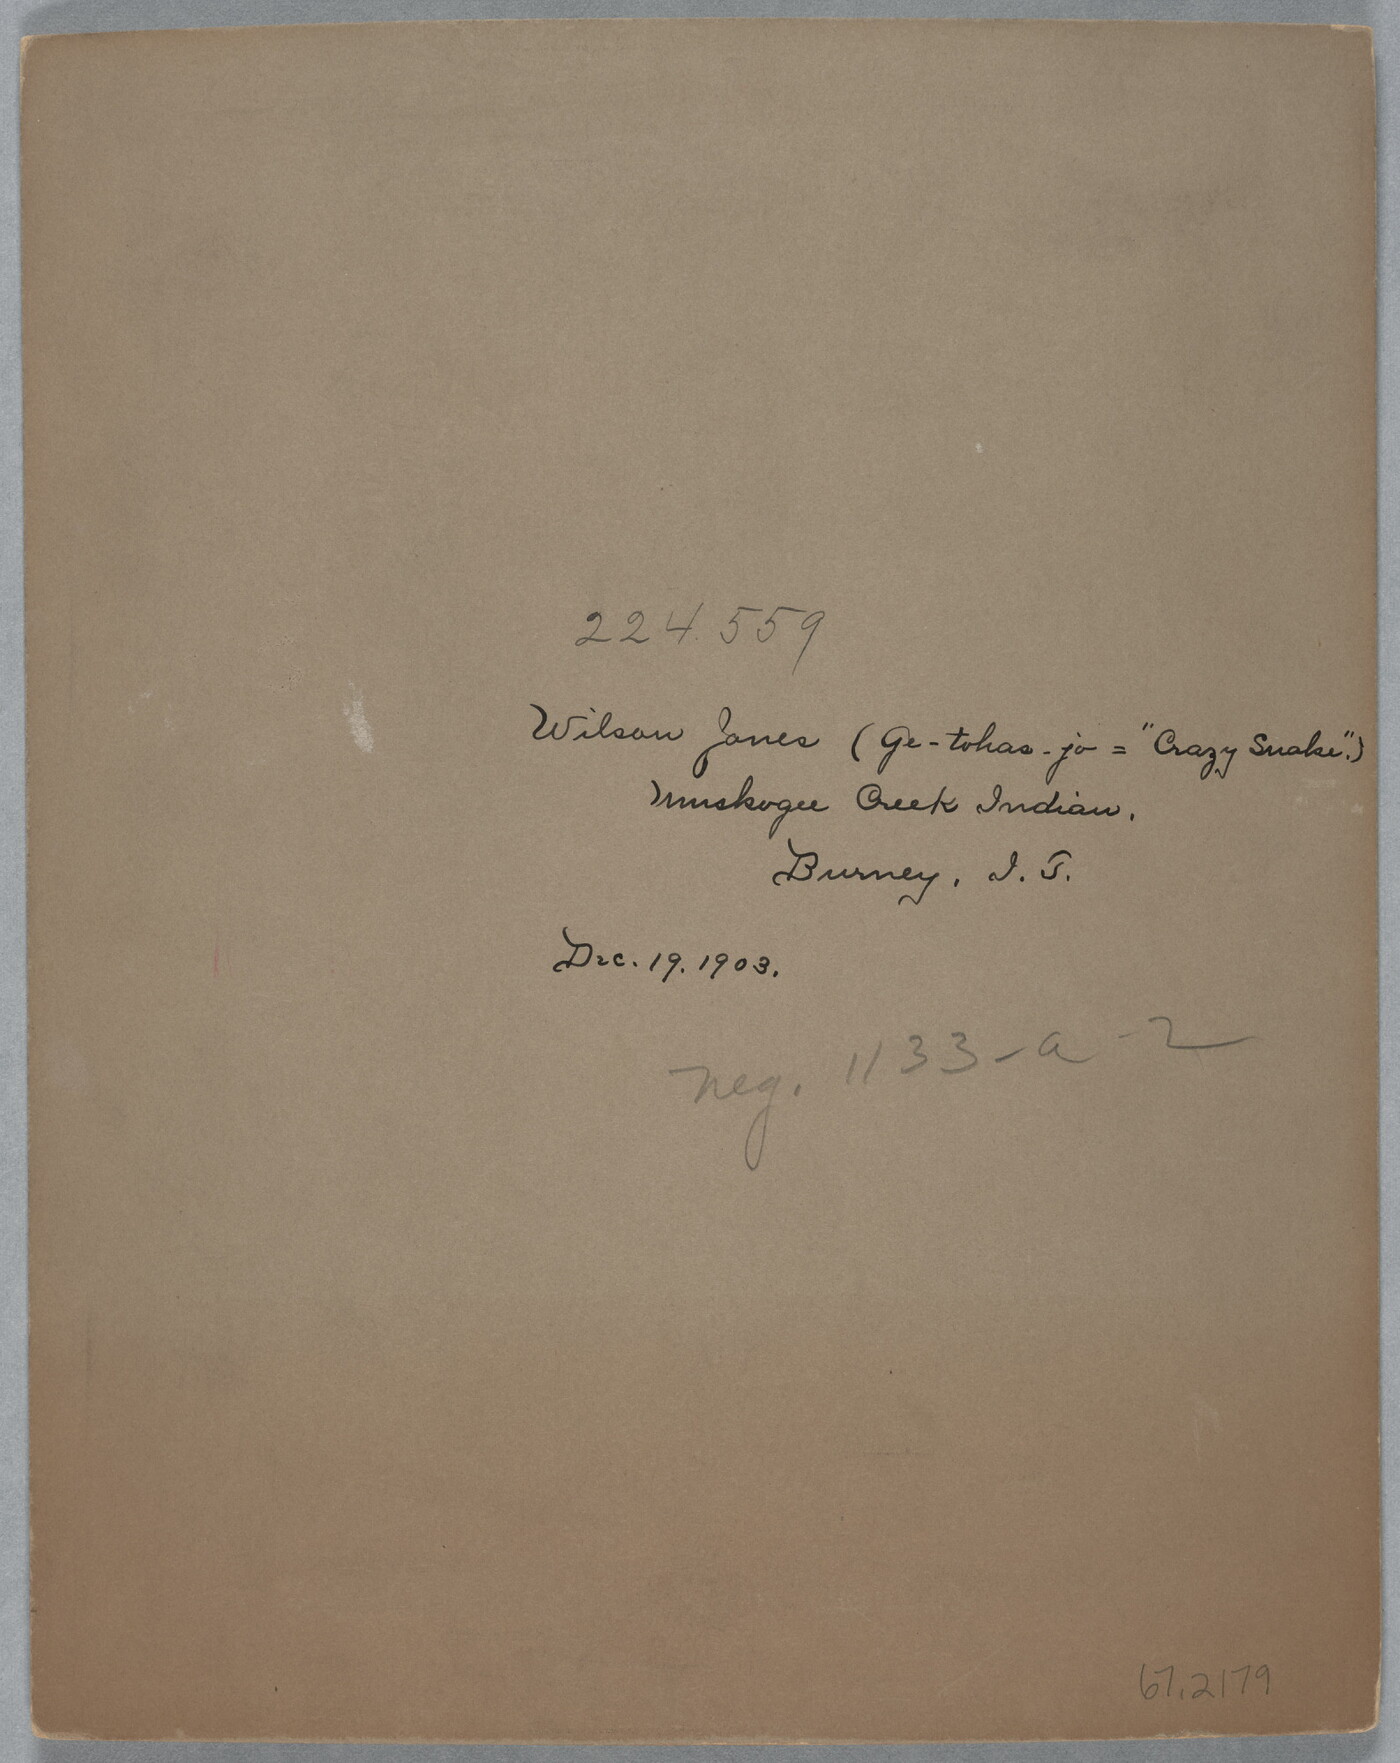 224.559
Wilson Jones (Ge-tohas-jo = "Crazy Snake".)
Muskogee Creek Indian.
Burney, I. T.
Dec. 19. 1903.
neg. 1133-a-2
67.2179